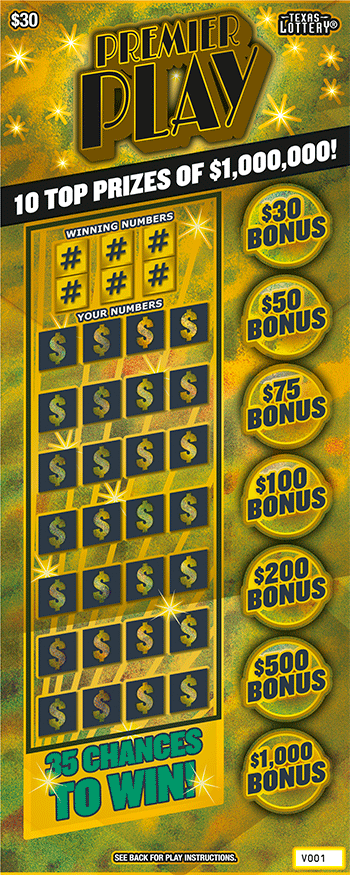 $30
TEXAS
LOTTERY®
PREMIER
PLAY
10 TOP PRIZES OF $1,000,000!
WINNING NUMBERS
# # #
# # #
YOUR NUMBERS
$ $ $ $
$ $ $ $
$ $ $ $
$ $ $ $
$ $ $ $
$ $ $ $
$ $ $ $
35 CHANCES
TO WIN!
$30
BONUS
$50
BONUS
$75
BONUS
$100
BONUS
$200
BONUS
$500
BONUS
$1,000
BONUS
SEE BACK FOR PLAY INSTRUCTIONS.
V001